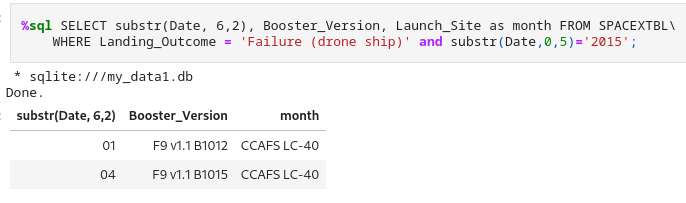 %sql SELECT substr(Date, 6,2), Booster_Version, Launch_Site as month FROM SPACEXTBL\
WHERE Landing_Outcome = 'Failure (drone ship)' and substr(Date,0,5)='2015';
* sqlite:///my_data1.db
Done.
substr(Date, 6,2) Booster_Version month
01 F9 v1.1 B1012 CCAFS LC-40
04 F9 v1.1 B1015 CCAFS LC-40